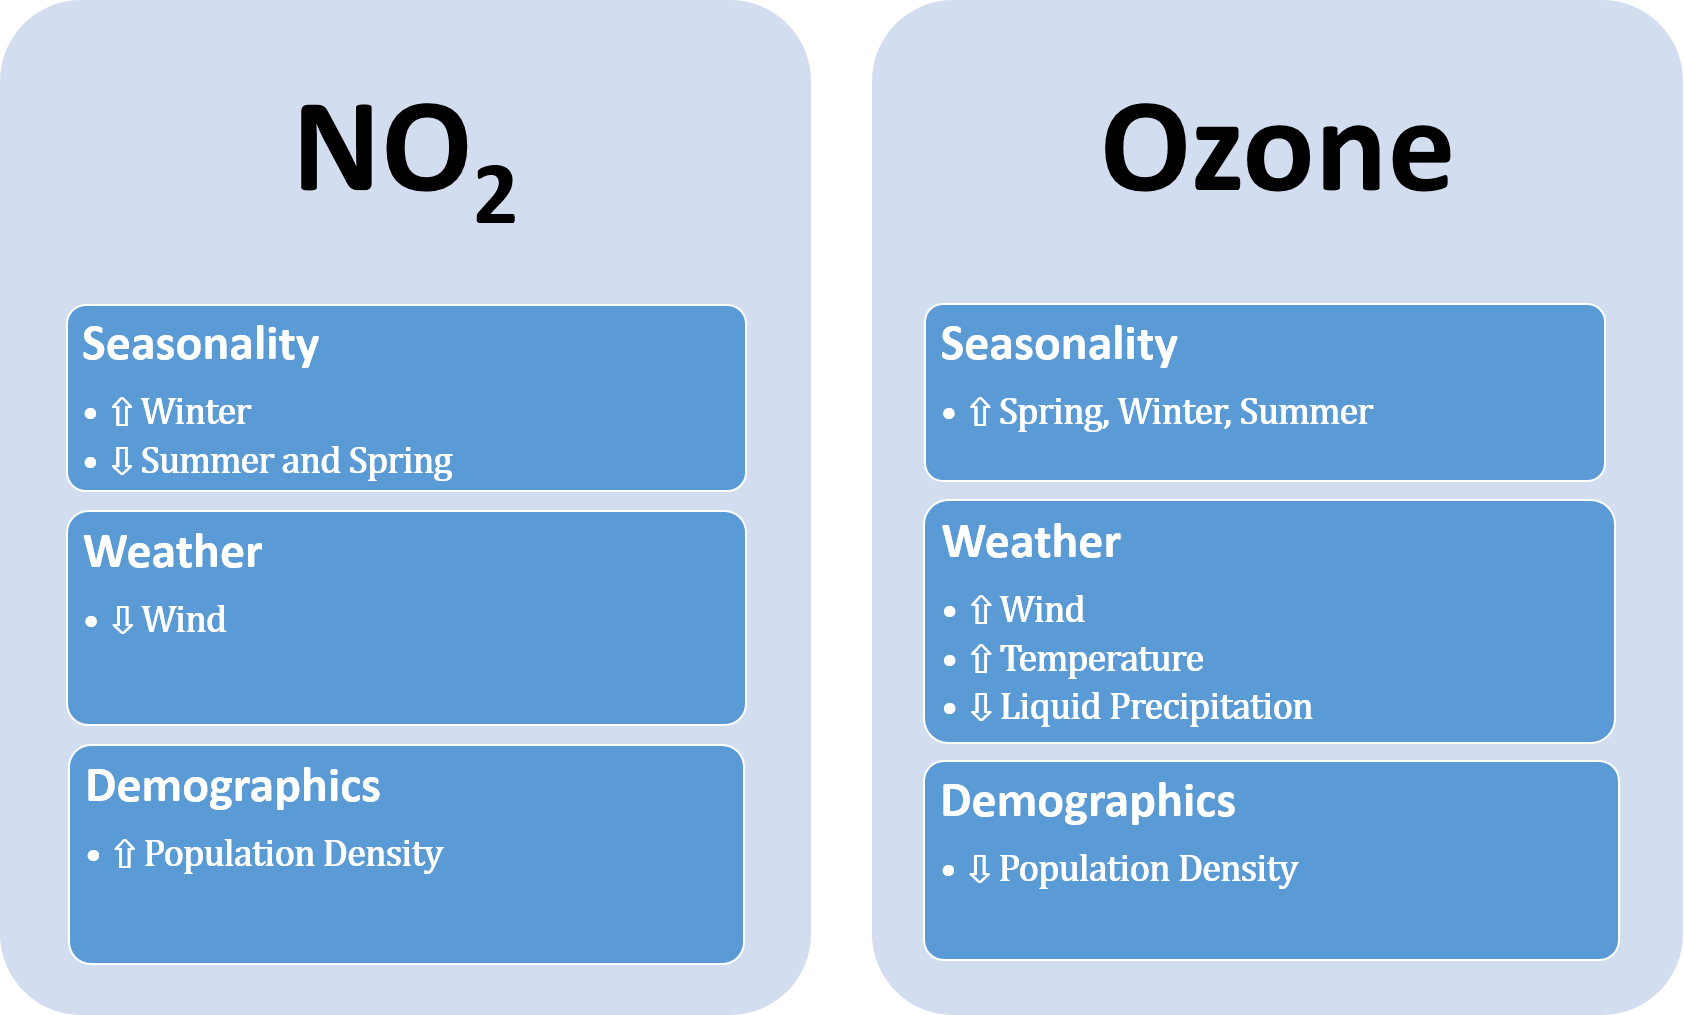 NO₂
Seasonality
• ⇧ Winter
• ⇩ Summer and Spring
Weather
• ⇩ Wind
Demographics
• ⇧ Population Density
Ozone
Seasonality
• ⇧ Spring, Winter, Summer
Weather
• ⇧ Wind
• ⇧ Temperature
• ⇩ Liquid Precipitation
Demographics
• ⇩ Population Density